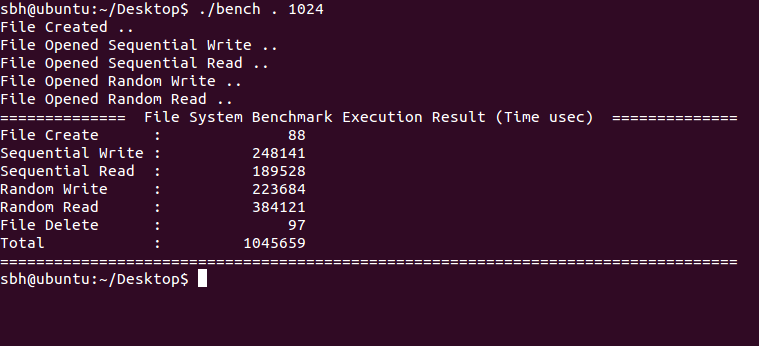 sbh@ubuntu:~/Desktop$ ./bench . 1024
File Created ..
File Opened Sequential Write ..
File Opened Sequential Read ..
File Opened Random Write ..
File Opened Random Read ..
==============  File System Benchmark Execution Result (Time usec)  ==============
File Create      :              88
Sequential Write :          248141
Sequential Read  :          189528
Random Write     :          223684
Random Read      :          384121
File Delete      :              97
Total            :         1045659
==================================================================================
sbh@ubuntu:~/Desktop$